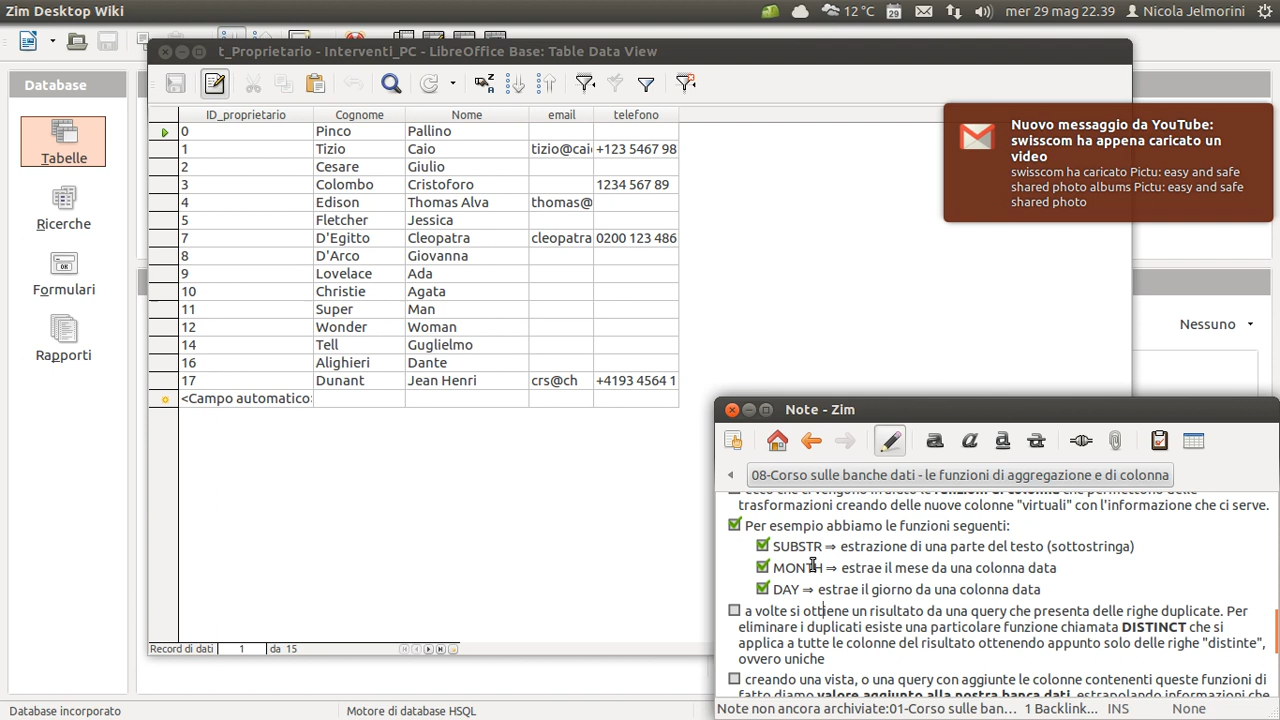 Zim Desktop Wiki
12 °C
29
mer 29 mag 22.39
Nicola Jelmorini
t_Proprietario - Interventi_PC - LibreOffice Base: Table Data View
Database
Tabelle
Ricerche
Formulari
Rapporti
ID_proprietario Cognome Nome email telefono
0 Pinco Pallino
1 Tizio Caio tizio@cai +123 5467 98
2 Cesare Giulio
3 Colombo Cristoforo 1234 567 89
4 Edison Thomas Alva thomas@
5 Fletcher Jessica
7 D'Egitto Cleopatra cleopatra 0200 123 486
8 D'Arco Giovanna
9 Lovelace Ada
10 Christie Agata
11 Super Man
12 Wonder Woman
14 Tell Guglielmo
16 Alighieri Dante
17 Dunant Jean Henri crs@ch +4193 4564 1
<Campo automatico>
Record di dati 1 da 15
Nuovo messaggio da YouTube:
swisscom ha appena caricato un
video
swisscom ha caricato Pictu: easy and safe
shared photo albums Pictu: easy and safe
shared photo
Nessuno
Note - Zim
08-Corso sulle banche dati - le funzioni di aggregazione e di colonna
trasformazioni creando delle nuove colonne "virtuali" con l'informazione che ci serve.
Per esempio abbiamo le funzioni seguenti:
SUBSTR ⇒ estrazione di una parte del testo (sottostringa)
MONTH ⇒ estrae il mese da una colonna data
DAY ⇒ estrae il giorno da una colonna data
a volte si ottiene un risultato da una query che presenta delle righe duplicate. Per
eliminare i duplicati esiste una particolare funzione chiamata DISTINCT che si
applica a tutte le colonne del risultato ottenendo appunto solo delle righe "distinte",
ovvero uniche
creando una vista, o una query con aggiunte le colonne contenenti queste funzioni di
fatto diamo valore aggiunto alla nostra banca dati, estrapolando informazioni che
Note non ancora archiviate:01-Corso sulle ban... 1 Backlink... INS None
Database incorporato
Motore di database HSQL